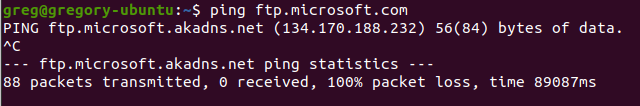 greg@gregory-ubuntu:~$ ping ftp.microsoft.com
PING ftp.microsoft.akadns.net (134.170.188.232) 56(84) bytes of data.
^C
--- ftp.microsoft.akadns.net ping statistics ---
88 packets transmitted, 0 received, 100% packet loss, time 89087ms